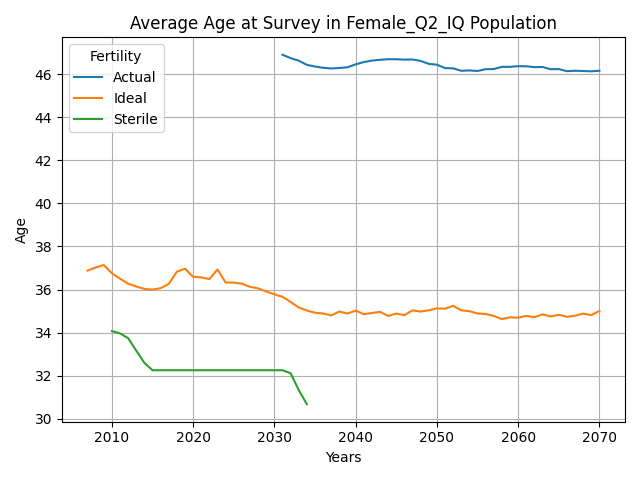 Average Age at Survey in Female_Q2_IQ Population
Fertility
Actual
Ideal
Sterile
Age
46
44
42
40
38
36
34
32
30
2010
2020
2030
2040
2050
2060
2070
Years